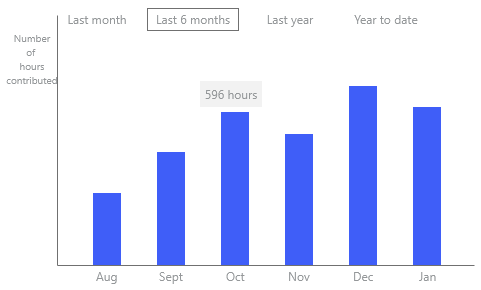 Last month Last 6 months Last year Year to date
Number
of
hours
contributed
596 hours
Aug Sept Oct Nov Dec Jan